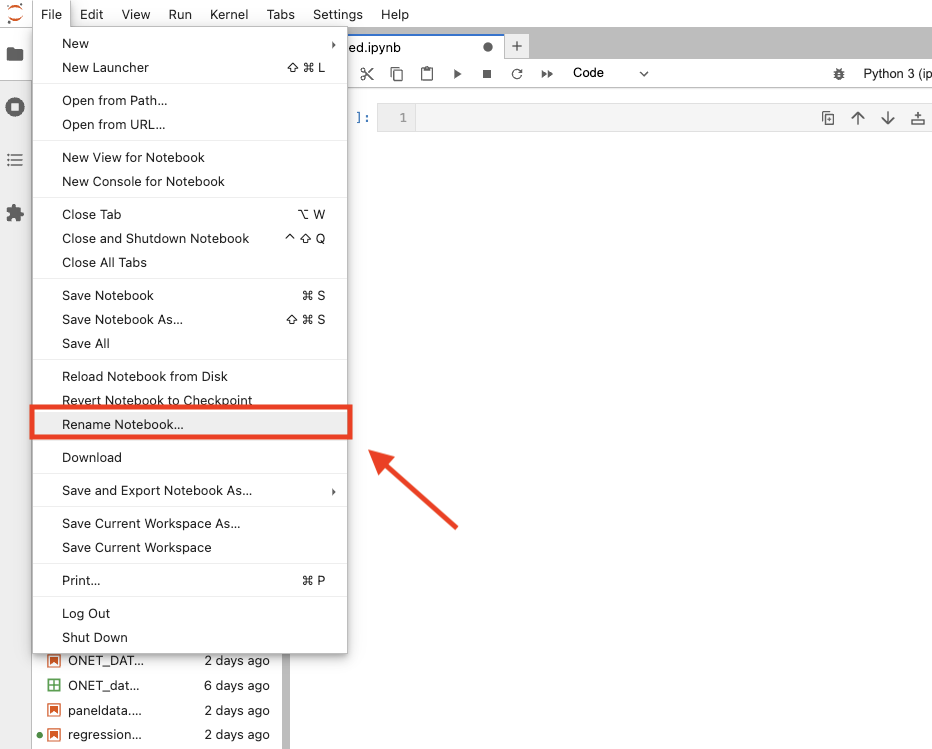 File Edit View Run Kernel Tabs Settings Help
ed.ipynb
Code
Python 3 (ip
]:
1
New
New Launcher ⇧ ⌘ L
Open from Path...
Open from URL...
New View for Notebook
New Console for Notebook
Close Tab ⌥ W
Close and Shutdown Notebook ^ ⇧ Q
Close All Tabs
Save Notebook ⌘ S
Save Notebook As... ⇧ ⌘ S
Save All
Reload Notebook from Disk
Revert Notebook to Checkpoint
Rename Notebook...
Download
Save and Export Notebook As...
Save Current Workspace As...
Save Current Workspace
Print... ⌘ P
Log Out
Shut Down
ONET_DAT... 2 days ago
ONET_dat... 6 days ago
paneldata.... 2 days ago
regression... 2 days ago